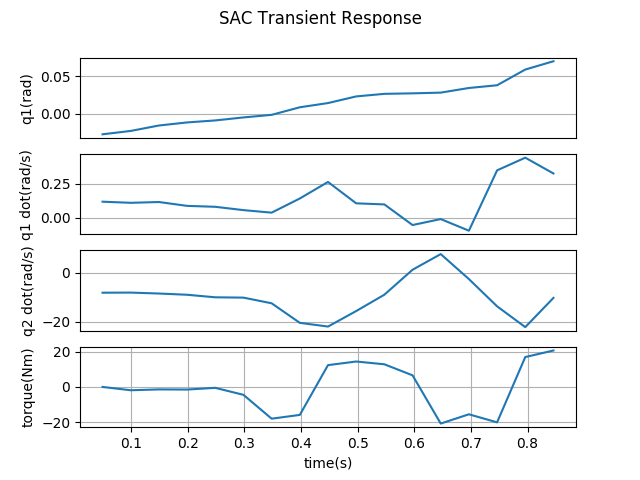 SAC Transient Response
q1(rad)
0.05
0.00
q1 dot(rad/s)
0.25
0.00
q2 dot(rad/s)
0
−20
torque(Nm)
20
0
−20
0.1 0.2 0.3 0.4 0.5 0.6 0.7 0.8
time(s)